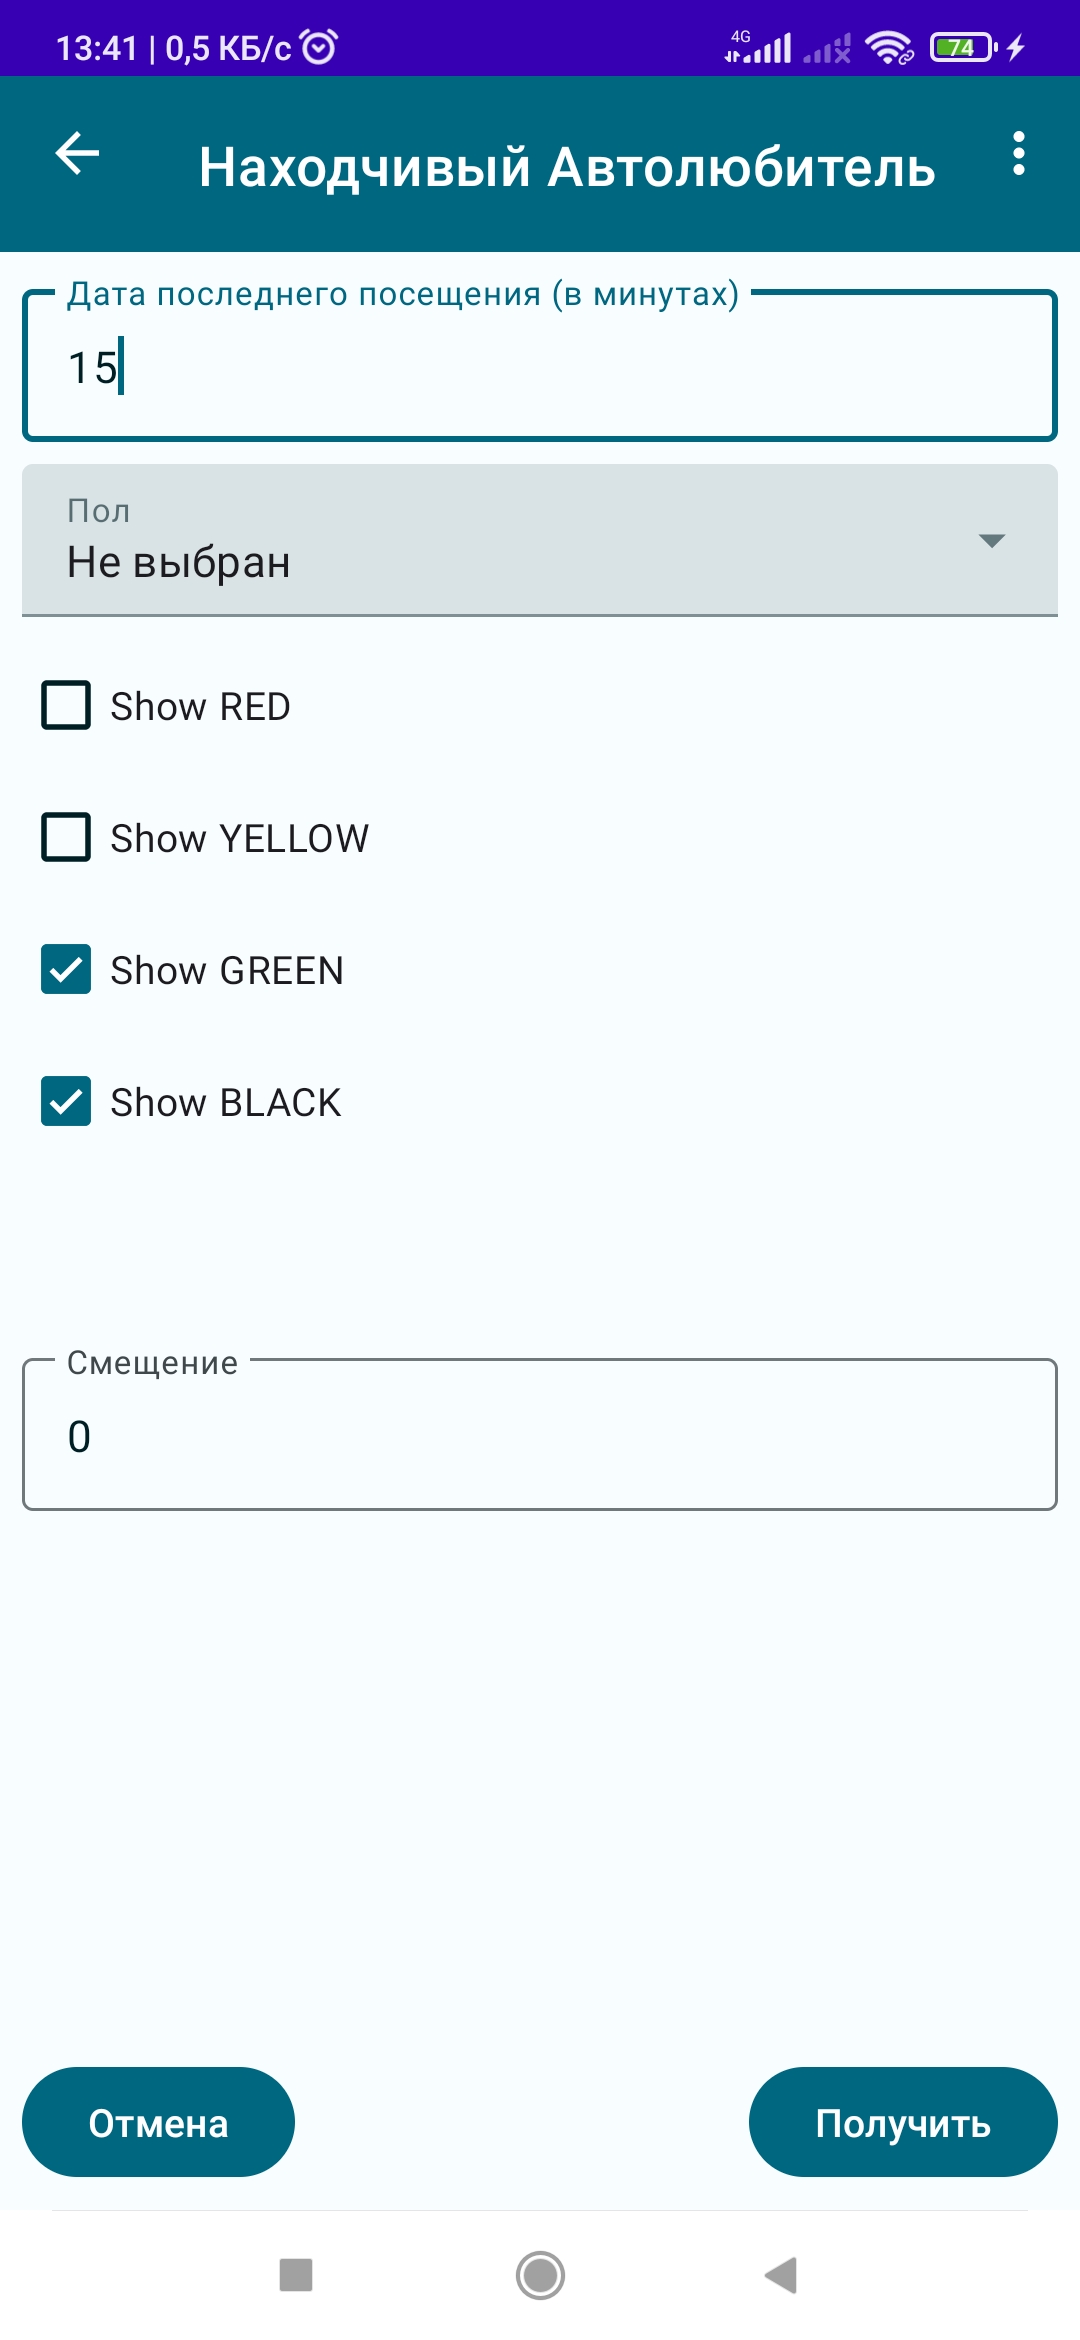 13:41 | 0,5 КБ/с
4G
74
Находчивый Автолюбитель
Дата последнего посещения (в минутах)
15
Пол
Не выбран
Show RED
Show YELLOW
Show GREEN
Show BLACK
Смещение
0
Отмена
Получить